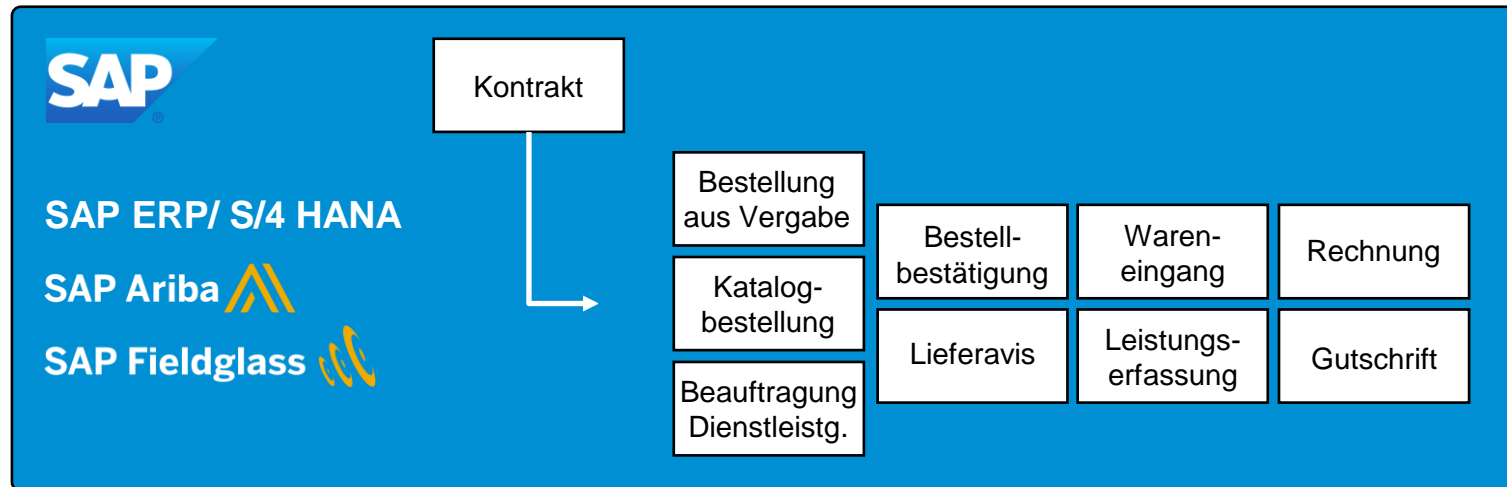 SAP
®
SAP ERP/ S/4 HANA
SAP Ariba
SAP Fieldglass
Kontrakt
Bestellung
aus Vergabe
Katalog-
bestellung
Beauftragung
Dienstleistg.
Bestell-
bestätigung
Lieferavis
Waren-
eingang
Leistungs-
erfassung
Rechnung
Gutschrift